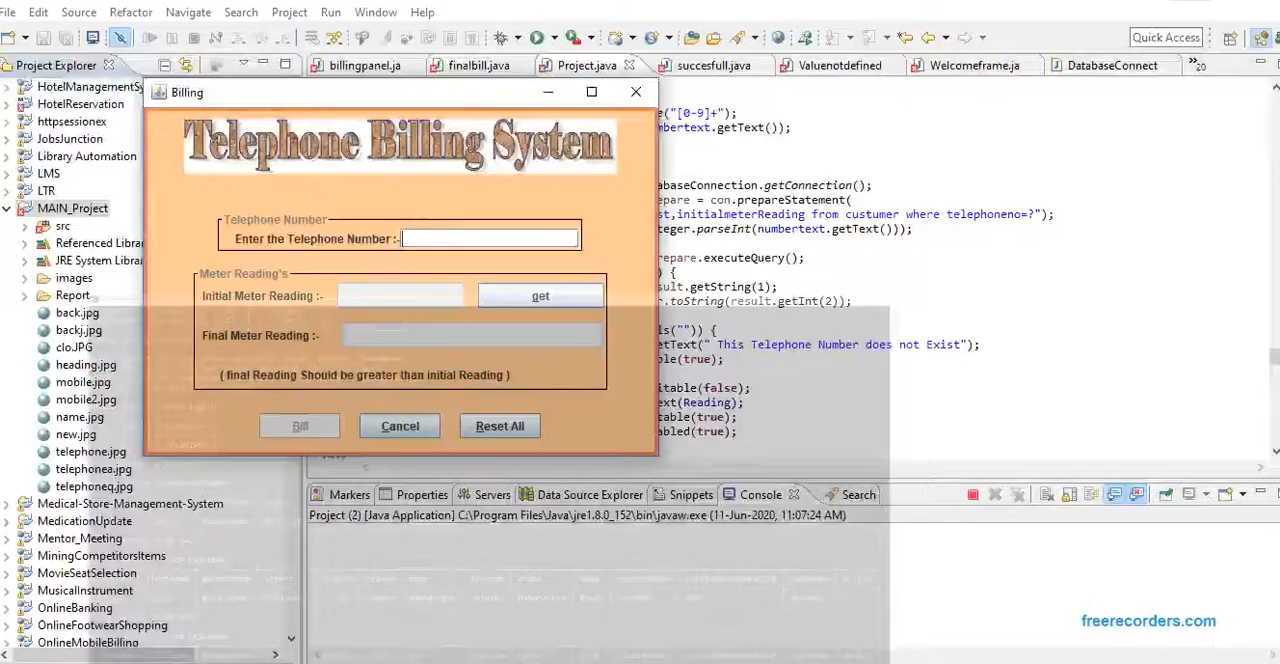 File Edit Source Refactor Navigate Search Project Run Window Help
Quick Access
Project Explorer
billingpanel.ja
finalbill.java
Project.java
succesfull.java
Valuenotdefined
Welcomeframe.ja
DatabaseConnect
20
HotelManagementSy
HotelReservation
httpsessionex
JobsJunction
Library Automation
LMS
LTR
MAIN_Project
src
Referenced Libra
JRE System Libra
images
Report
back.jpg
backj.jpg
clo.JPG
heading.jpg
mobile.jpg
mobile2.jpg
name.jpg
new.jpg
telephone.jpg
telephonea.jpg
telephoneq.jpg
Medical-Store-Management-System
MedicationUpdate
Mentor_Meeting
MiningCompetitorsItems
MovieSeatSelection
MusicalInstrument
OnlineBanking
OnlineFootwearShopping
OnlineMobileBilling
Billing
Telephone Billing System
Telephone Number
Enter the Telephone Number :-
Meter Reading's
Initial Meter Reading :-
get
Final Meter Reading :-
( final Reading Should be greater than initial Reading )
Bill
Cancel
Reset All
e("[0-9]+");
mbertext.getText());
abaseConnection.getConnection();
epare = con.prepareStatement(
st,initialmeterReading from custumer where telephoneno=?");
teger.parseInt(numbertext.getText()));
epare.executeQuery();
) {
sult.getString(1);
r.toString(result.getInt(2));
ls("")) {
etText(" This Telephone Number does not Exist");
ble(true);
itable(false);
ext(Reading);
table(true);
abled(true);
Markers
Properties
Servers
Data Source Explorer
Snippets
Console
Search
Project (2) [Java Application] C:\Program Files\Java\jre1.8.0_152\bin\javaw.exe (11-Jun-2020, 11:07:24 AM)
freerecorders.com